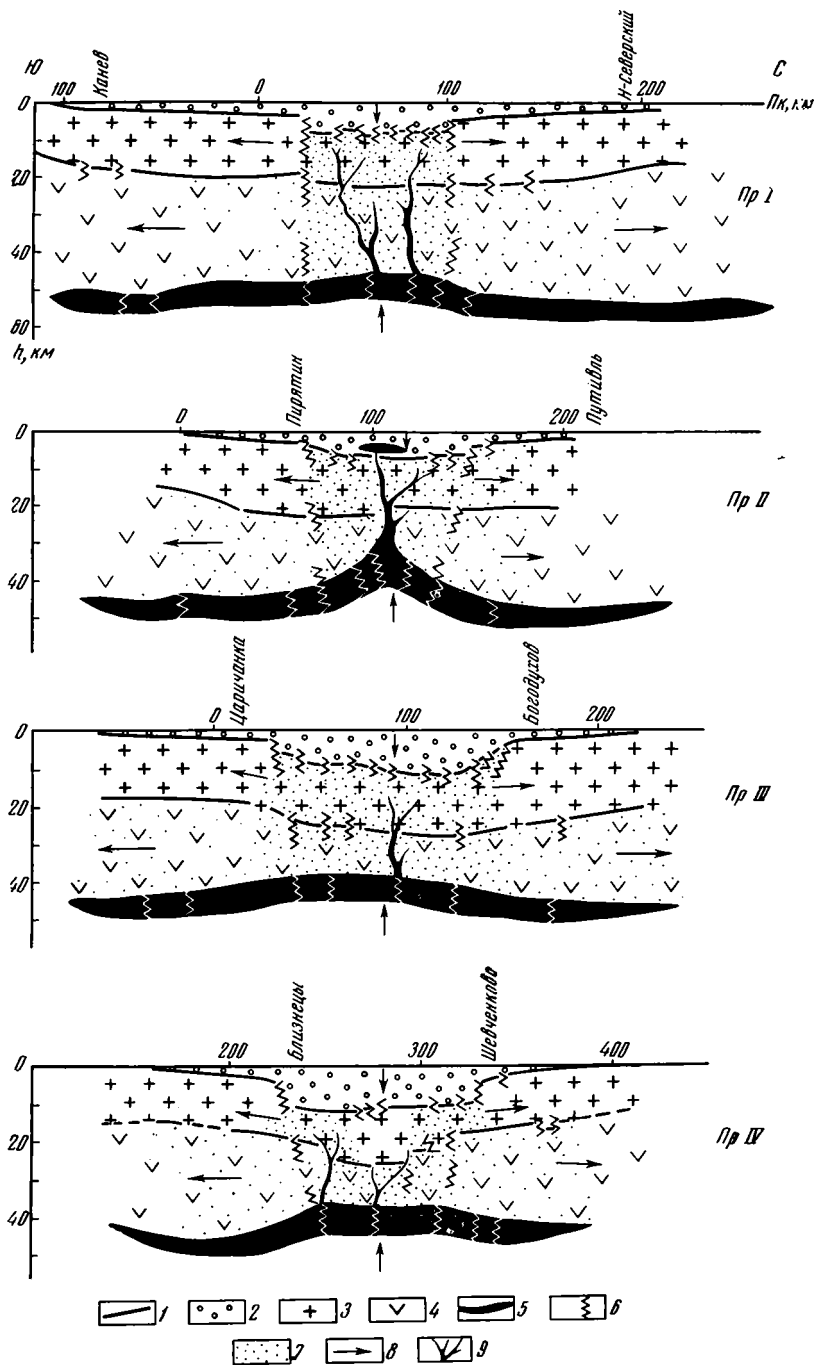 Ю Канев Н-Северский С
100 0 100 200 Пк, км
0
20
40
60
h, км
Пр I
Пирятин Путивль
0 100 200
0
20
40
Пр II
Царичанка Богодухов
0 100 200
0
20
40
Пр III
Близнецы Шевченково
200 300 400
0
20
40
Пр IV
1 2 3 4 5 6
7 8 9